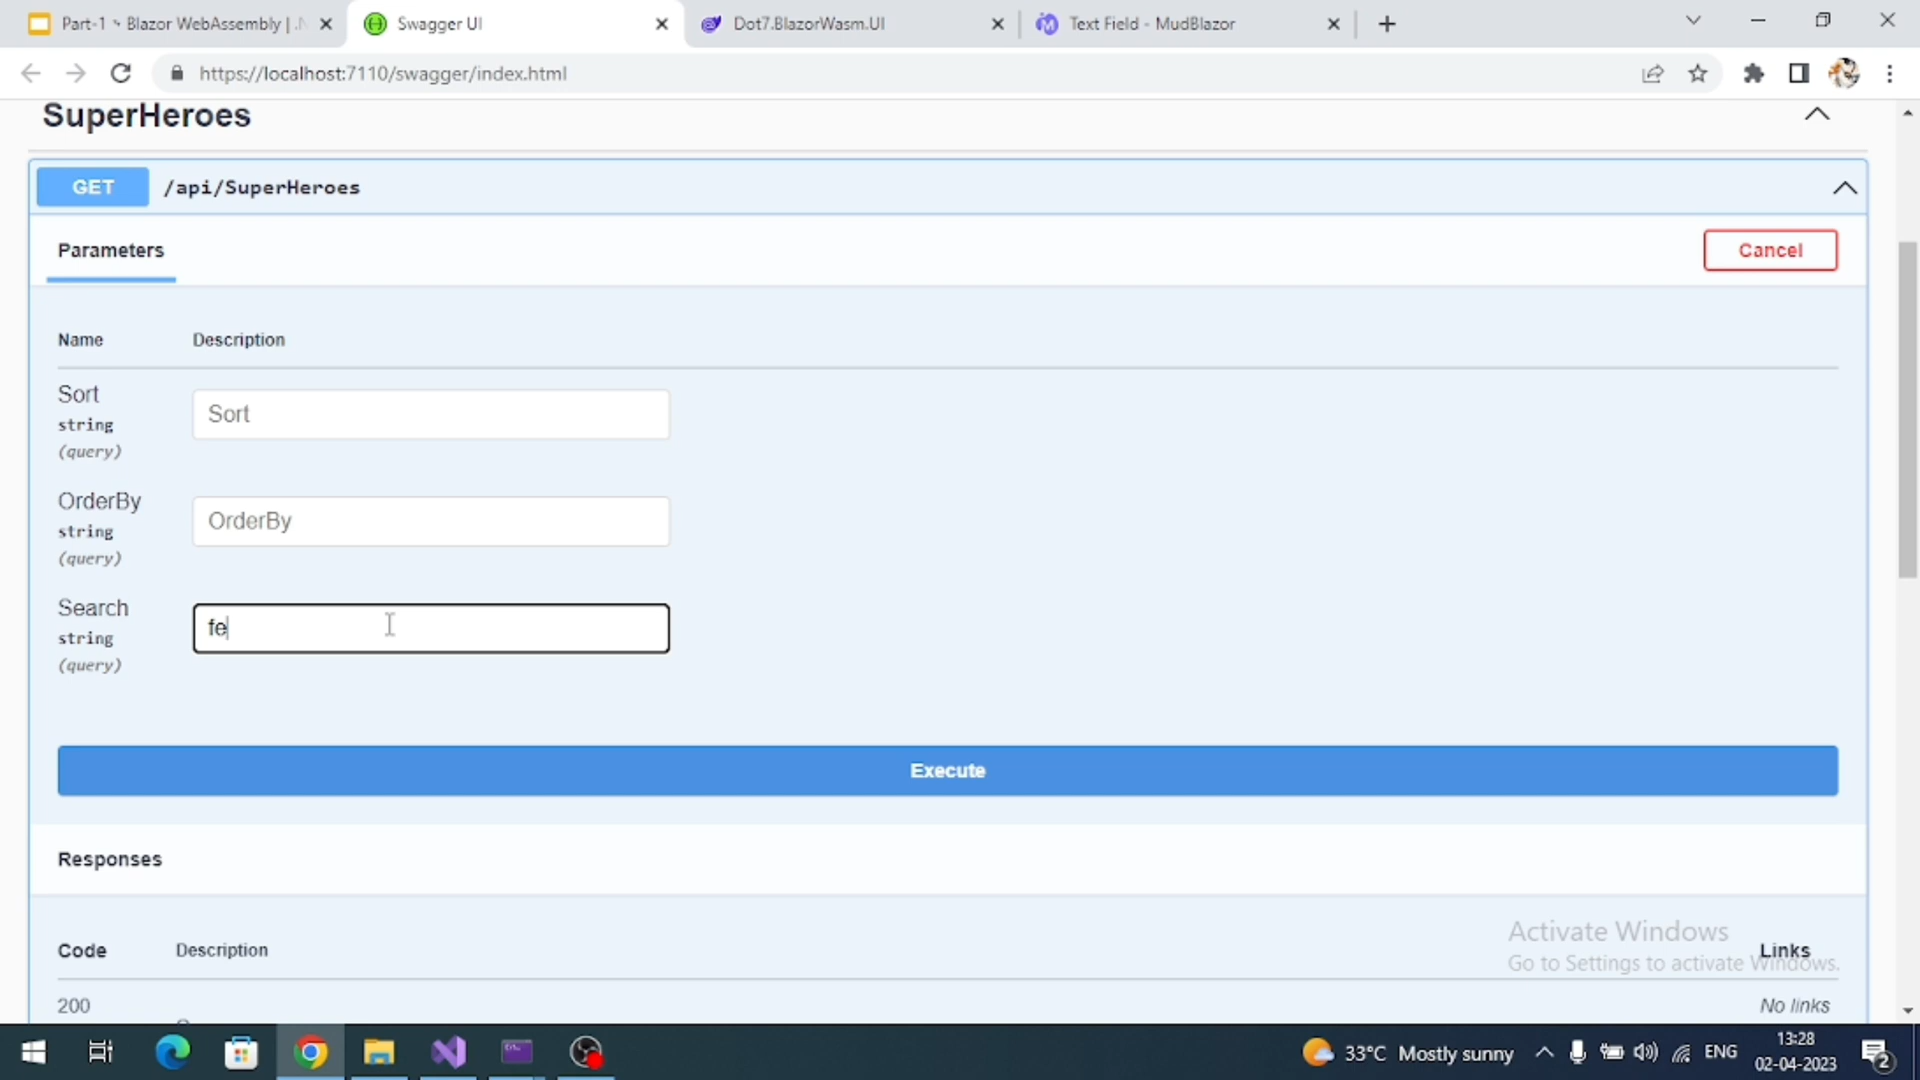 Part-1 Blazor WebAssembly | .N
Swagger UI
Dot7.BlazorWasm.UI
Text Field - MudBlazor
https://localhost:7110/swagger/index.html
SuperHeroes
GET /api/SuperHeroes
Parameters
Cancel
Name Description
Sort
string
(query)
Sort
OrderBy
string
(query)
OrderBy
Search
string
(query)
fe
Execute
Responses
Code Description Links
200 No links
Activate Windows
Go to Settings to activate Windows.
33°C Mostly sunny
ENG
13:28
02-04-2023
2